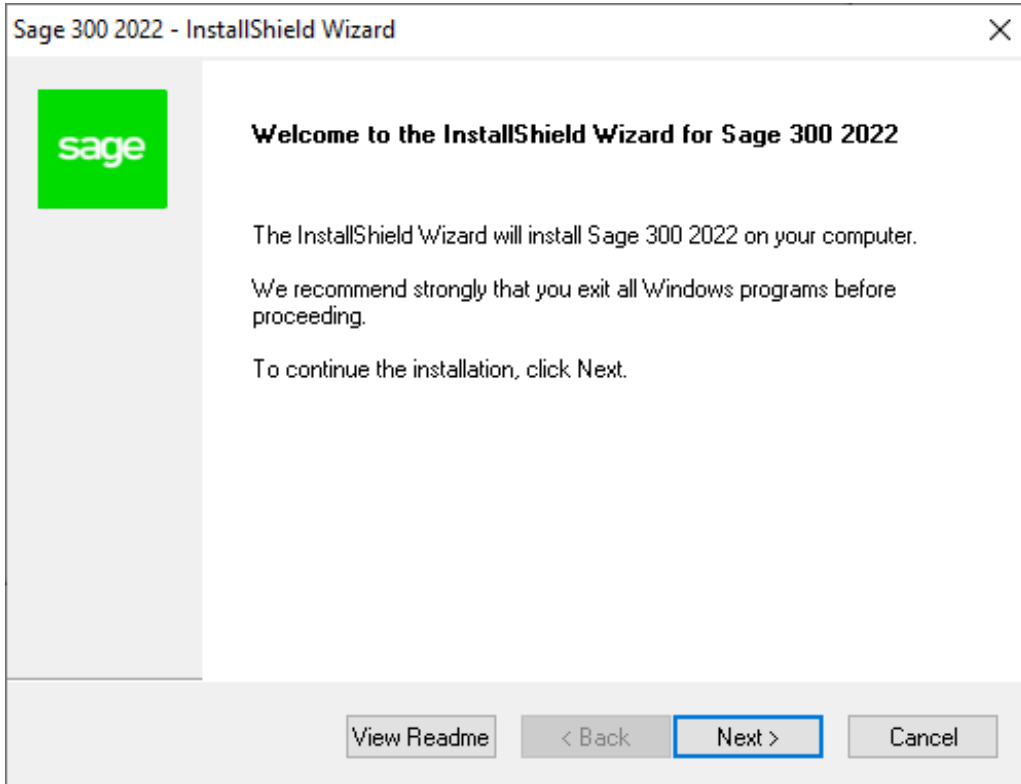 Sage 300 2022 - InstallShield Wizard
sage
Welcome to the InstallShield Wizard for Sage 300 2022
The InstallShield Wizard will install Sage 300 2022 on your computer.
We recommend strongly that you exit all Windows programs before
proceeding.
To continue the installation, click Next.
View Readme
< Back
Next >
Cancel